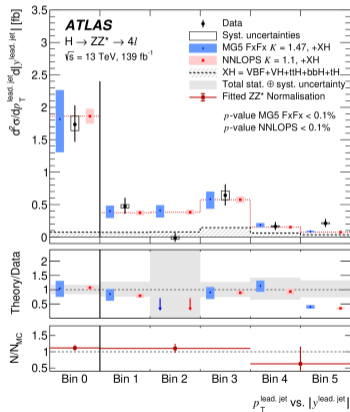 d²σ/dp_T^lead. jet d|y^lead. jet| [fb]
3.5
3
2.5
2
1.5
1
0.5
0
ATLAS
H → ZZ* → 4l
√s = 13 TeV, 139 fb⁻¹
Data
Syst. uncertainties
MG5 FxFx K = 1.47, +XH
NNLOPS K = 1.1, +XH
XH = VBF+VH+ttH+bbH+tH
Total stat. ⊕ syst. uncertainty
Fitted ZZ* Normalisation
p-value MG5 FxFx < 0.1%
p-value NNLOPS < 0.1%
Theory/Data
2
1.5
1
0.5
N/N_MC
2
1.5
1
0.5
Bin 0 Bin 1 Bin 2 Bin 3 Bin 4 Bin 5
p_T^lead. jet vs. |y^lead. jet|